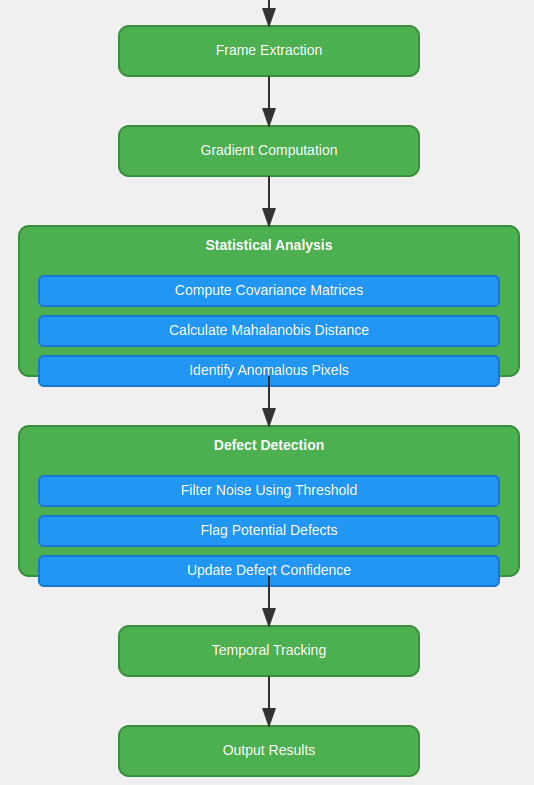 Frame Extraction
Gradient Computation
Statistical Analysis
Compute Covariance Matrices
Calculate Mahalanobis Distance
Identify Anomalous Pixels
Defect Detection
Filter Noise Using Threshold
Flag Potential Defects
Update Defect Confidence
Temporal Tracking
Output Results